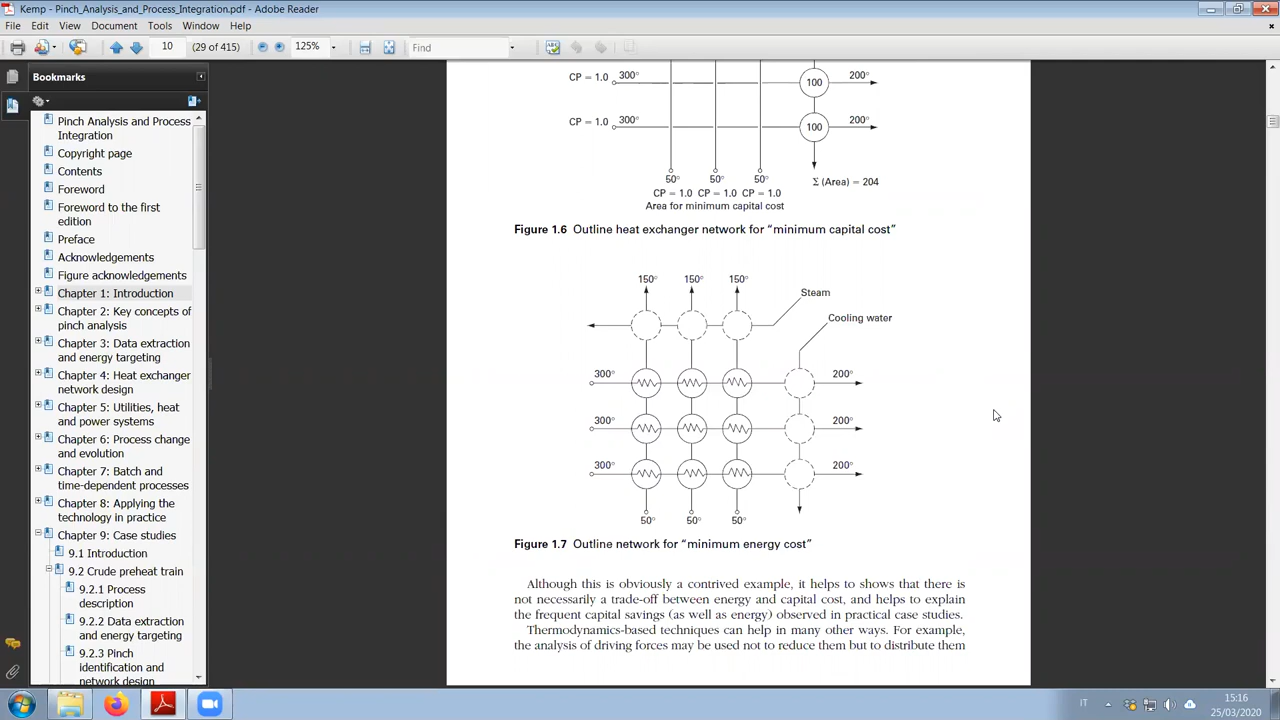 Kemp - Pinch_Analysis_and_Process_Integration.pdf - Adobe Reader
File Edit View Document Tools Window Help
10 (29 of 415) 125% Find
Bookmarks
Pinch Analysis and Process
Integration
Copyright page
Contents
Foreword
Foreword to the first
edition
Preface
Acknowledgements
Figure acknowledgements
Chapter 1: Introduction
Chapter 2: Key concepts of
pinch analysis
Chapter 3: Data extraction
and energy targeting
Chapter 4: Heat exchanger
network design
Chapter 5: Utilities, heat
and power systems
Chapter 6: Process change
and evolution
Chapter 7: Batch and
time-dependent processes
Chapter 8: Applying the
technology in practice
Chapter 9: Case studies
9.1 Introduction
9.2 Crude preheat train
9.2.1 Process
description
9.2.2 Data extraction
and energy targeting
9.2.3 Pinch
identification and
network design
CP = 1.0 300° 100 200°
CP = 1.0 300° 100 200°
50° 50° 50° Σ (Area) = 204
CP = 1.0 CP = 1.0 CP = 1.0
Area for minimum capital cost
Figure 1.6 Outline heat exchanger network for "minimum capital cost"
150° 150° 150°
Steam
Cooling water
300° 200°
300° 200°
300° 200°
50° 50° 50°
Figure 1.7 Outline network for "minimum energy cost"
Although this is obviously a contrived example, it helps to shows that there is
not necessarily a trade-off between energy and capital cost, and helps to explain
the frequent capital savings (as well as energy) observed in practical case studies.
Thermodynamics-based techniques can help in many other ways. For example,
the analysis of driving forces may be used not to reduce them but to distribute them
IT 15:16
25/03/2020